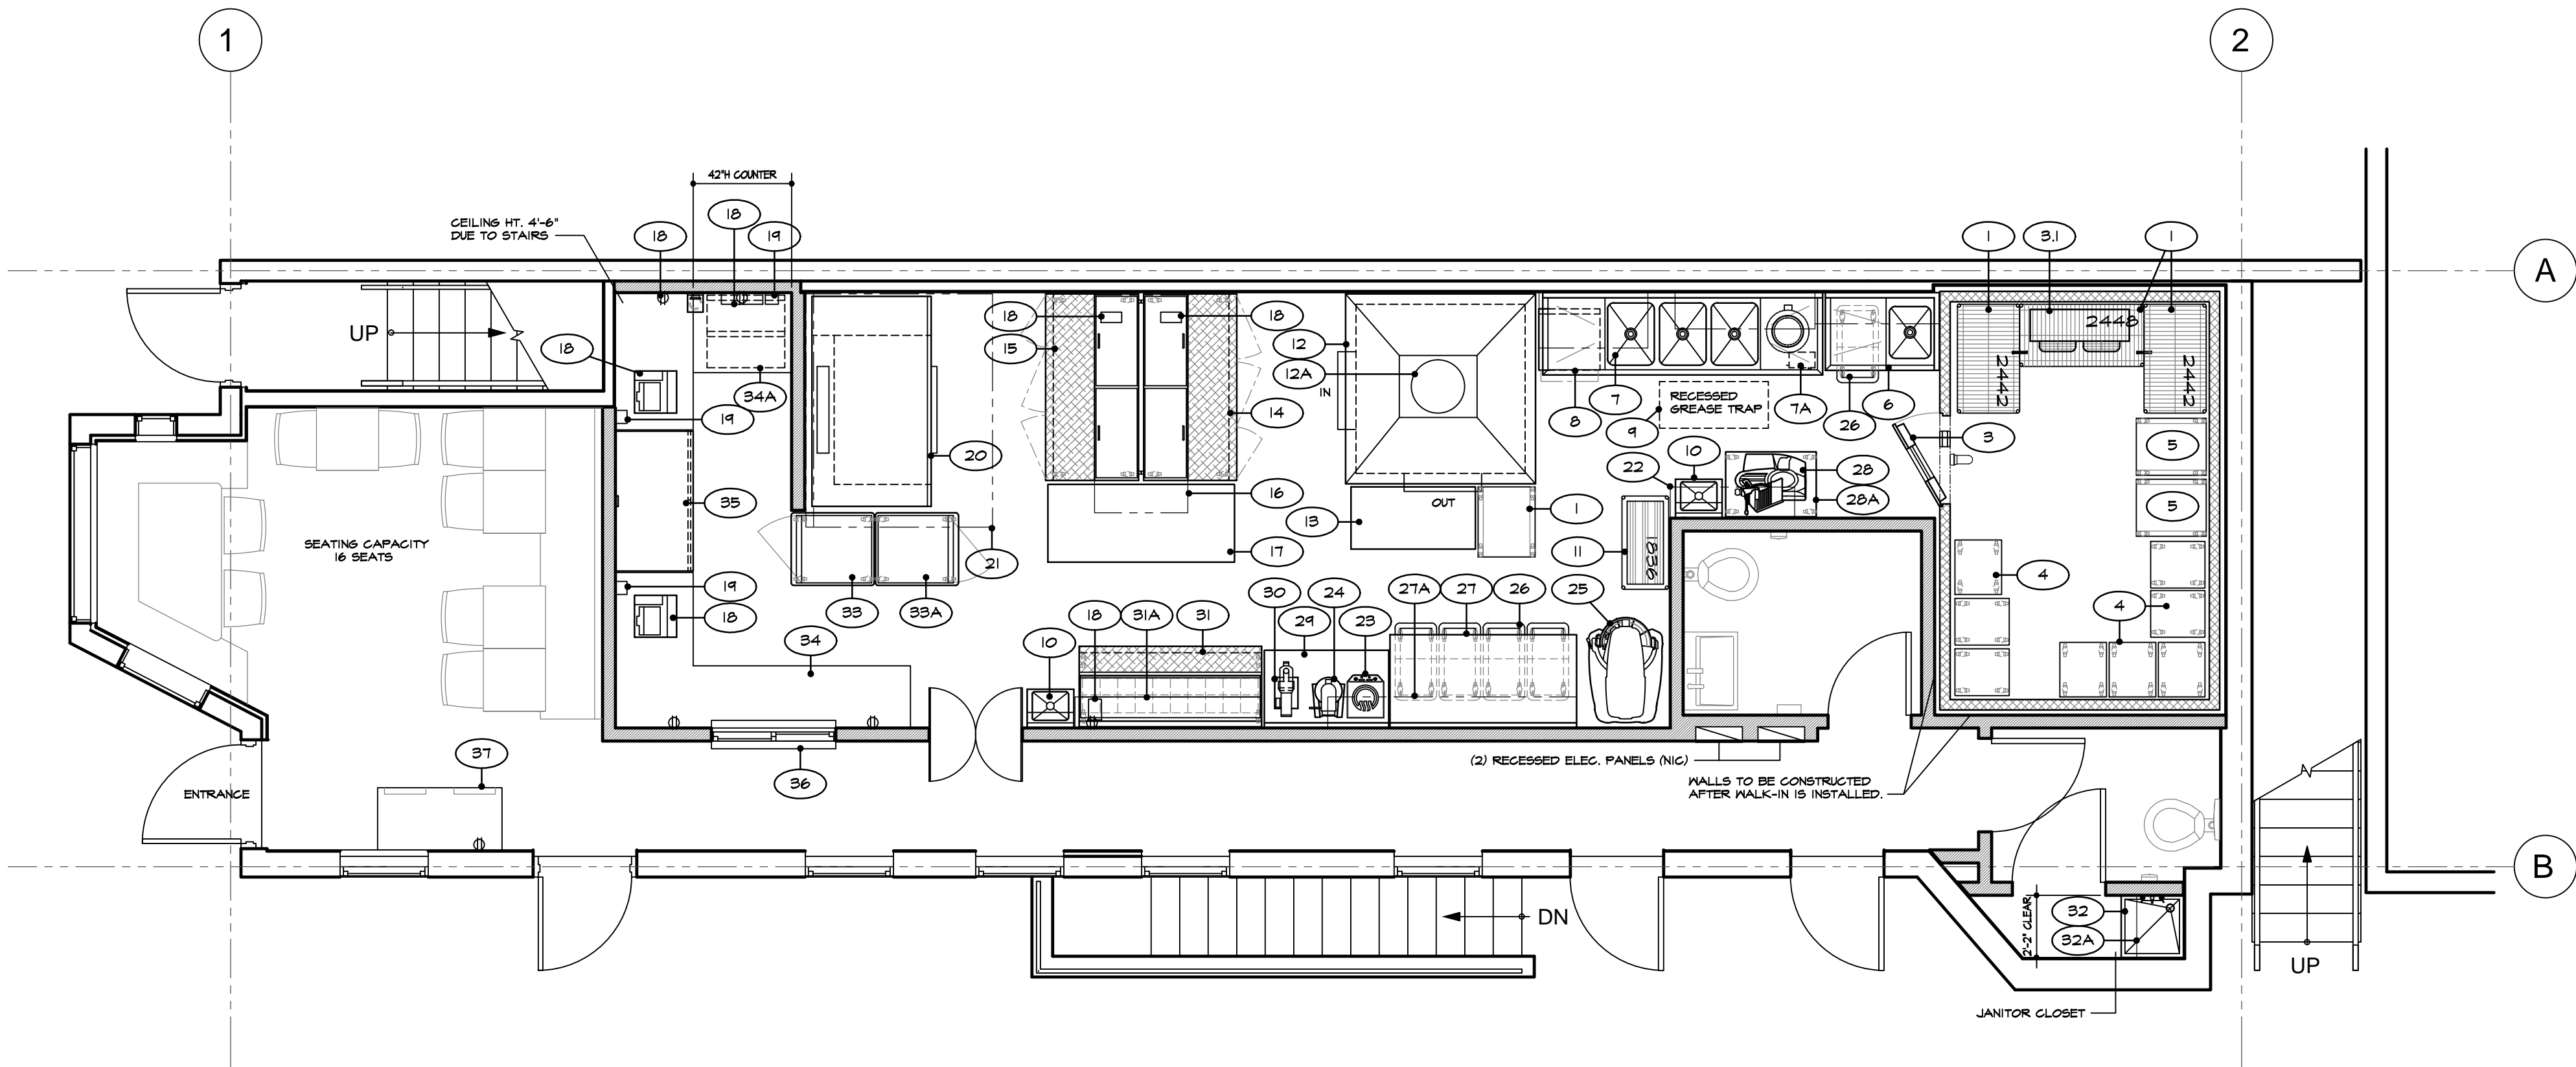 1
2
A
B
42"H COUNTER
CEILING HT. 4'-6"
DUE TO STAIRS
18
18
19
1
3.1
1
UP
18
18
18
34A
19
15
14
12
12A
IN
2448
2442
2442
8
7
RECESSED
GREASE TRAP
9
7A
26
6
3
5
5
20
16
35
17
13
OUT
1
22
10
28
28A
11
1836
21
SEATING CAPACITY
16 SEATS
19
18
33
33A
34
10
18
31A
31
30
24
29
23
27A
27
26
25
4
4
37
36
ENTRANCE
(2) RECESSED ELEC. PANELS (NIC)
WALLS TO BE CONSTRUCTED
AFTER WALK-IN IS INSTALLED.
DN
2'-2" CLEAR
32
32A
UP
JANITOR CLOSET